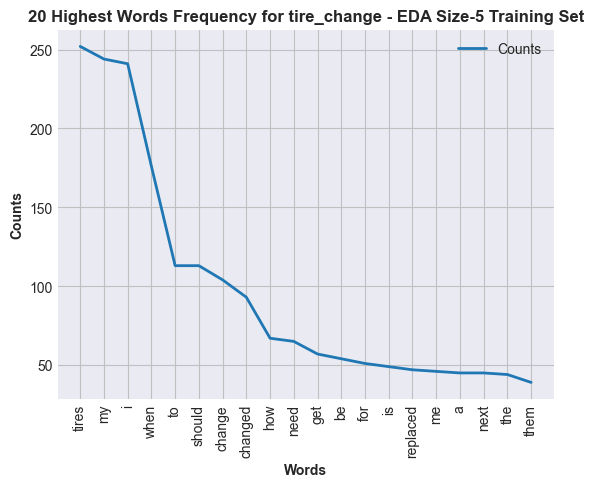 20 Highest Words Frequency for tire_change - EDA Size-5 Training Set
Counts
250
200
150
100
50
Counts
tires
my
i
when
to
should
change
changed
how
need
get
be
for
is
replaced
me
a
next
the
them
Words